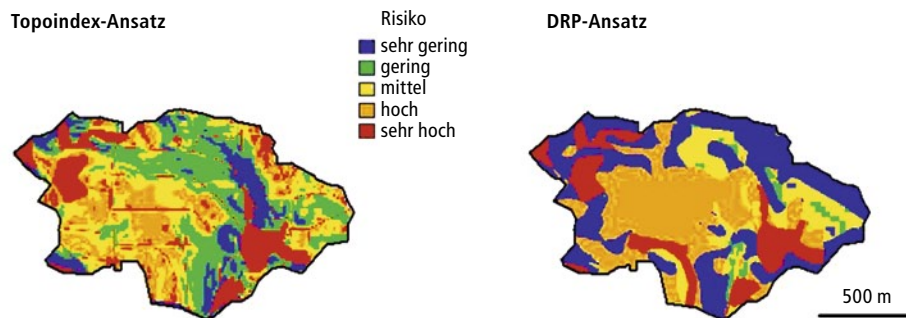 Topoindex-Ansatz
Risiko
sehr gering
gering
mittel
hoch
sehr hoch
DRP-Ansatz
500 m